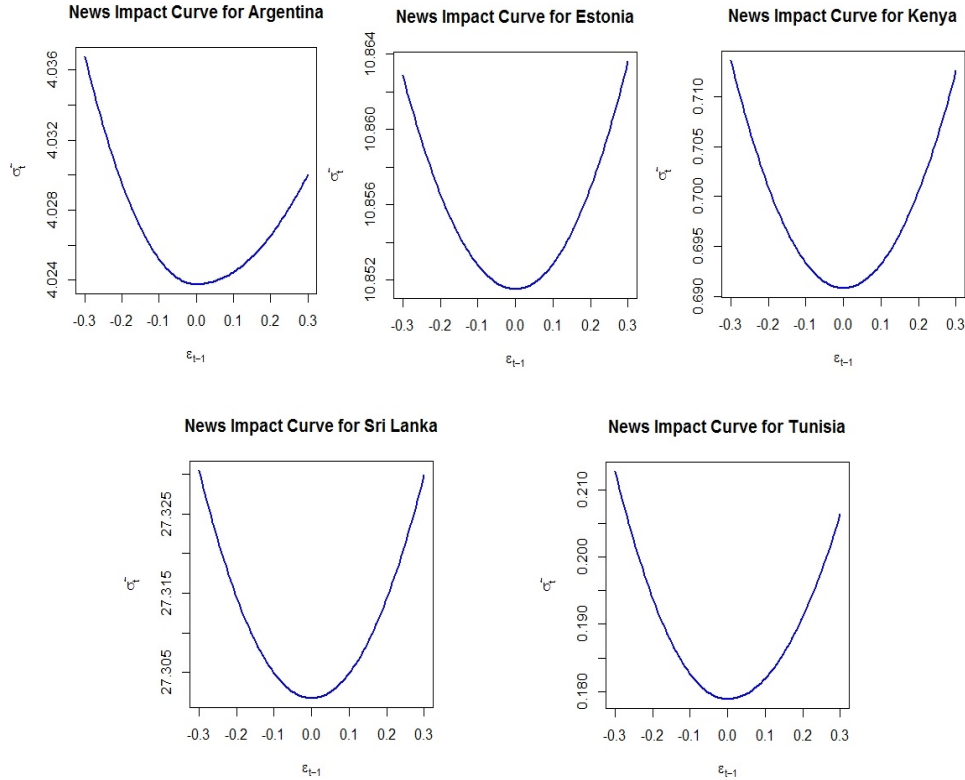 News Impact Curve for Argentina
4.036
4.032
4.028
4.024
-0.3 -0.2 -0.1 0.0 0.1 0.2 0.3
εt−1
News Impact Curve for Estonia
10.864
10.860
10.856
10.852
σt
-0.3 -0.2 -0.1 0.0 0.1 0.2 0.3
εt−1
News Impact Curve for Kenya
0.710
0.705
0.700
0.695
0.690
σt
-0.3 -0.2 -0.1 0.0 0.1 0.2 0.3
εt−1
News Impact Curve for Sri Lanka
27.325
27.315
27.305
σt
-0.3 -0.2 -0.1 0.0 0.1 0.2 0.3
εt−1
News Impact Curve for Tunisia
0.210
0.200
0.190
0.180
σt
-0.3 -0.2 -0.1 0.0 0.1 0.2 0.3
εt−1